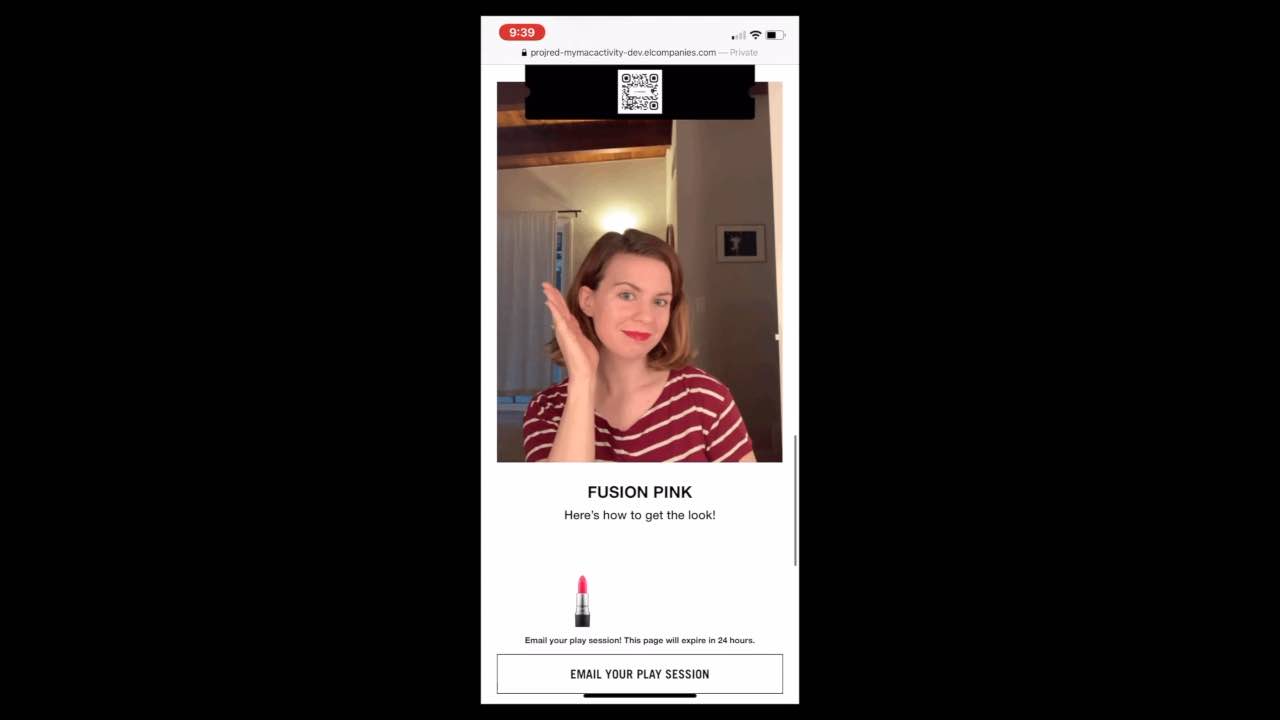 9:39
projred-mymacactivity-dev.elcompanies.com — Private
FUSION PINK
Here's how to get the look!
Email your play session! This page will expire in 24 hours.
EMAIL YOUR PLAY SESSION